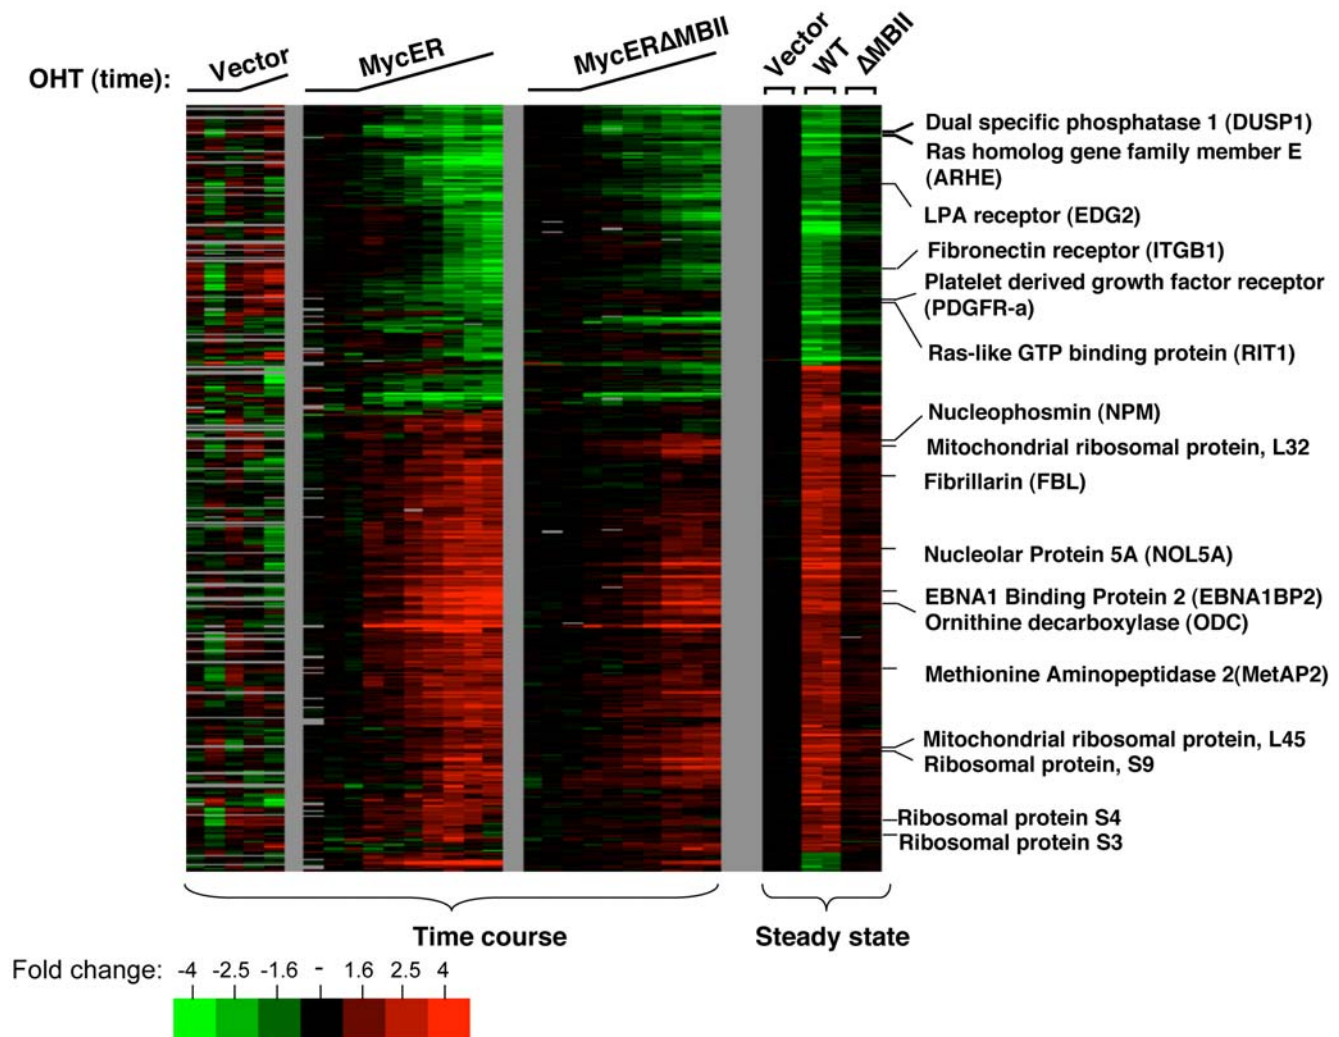 OHT (time):
Vector
MycER
MycERΔMBII
Vector
WT
ΔMBII
Dual specific phosphatase 1 (DUSP1)
Ras homolog gene family member E
(ARHE)
LPA receptor (EDG2)
Fibronectin receptor (ITGB1)
Platelet derived growth factor receptor
(PDGFR-a)
Ras-like GTP binding protein (RIT1)
Nucleophosmin (NPM)
Mitochondrial ribosomal protein, L32
Fibrillarin (FBL)
Nucleolar Protein 5A (NOL5A)
EBNA1 Binding Protein 2 (EBNA1BP2)
Ornithine decarboxylase (ODC)
Methionine Aminopeptidase 2(MetAP2)
Mitochondrial ribosomal protein, L45
Ribosomal protein, S9
Ribosomal protein S4
Ribosomal protein S3
Time course
Steady state
Fold change: -4 -2.5 -1.6 - 1.6 2.5 4